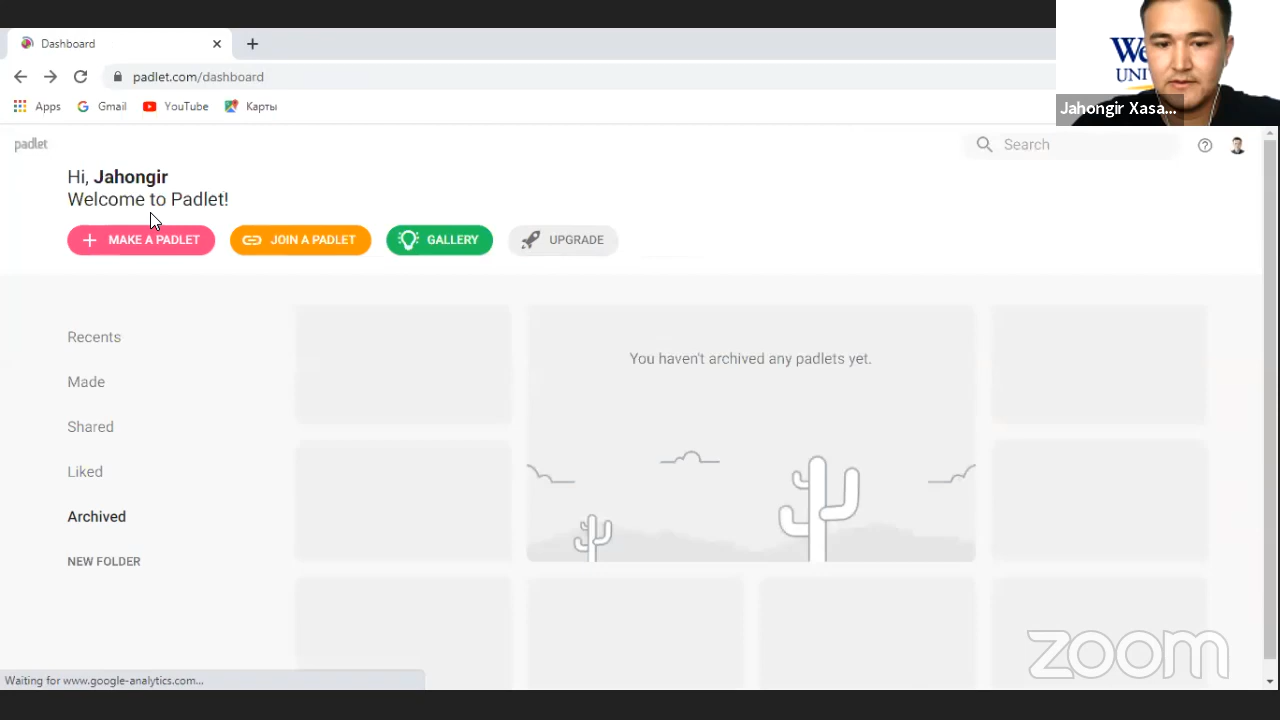 Dashboard
padlet.com/dashboard
Apps
Gmail
YouTube
Карты
We
UNI
Jahongir Xasa...
padlet
Search
Hi, Jahongir
Welcome to Padlet!
MAKE A PADLET
JOIN A PADLET
GALLERY
UPGRADE
Recents
Made
Shared
Liked
Archived
NEW FOLDER
You haven't archived any padlets yet.
Waiting for www.google-analytics.com...
zoom